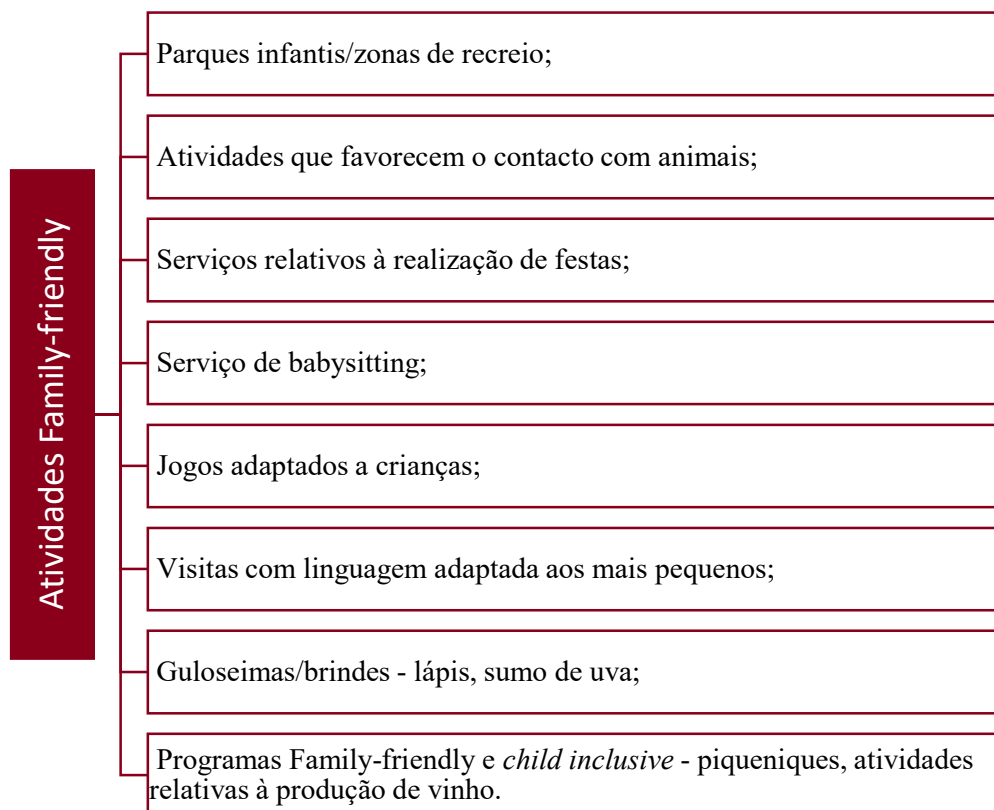 Atividades Family-friendly
Parques infantis/zonas de recreio;
Atividades que favorecem o contacto com animais;
Serviços relativos à realização de festas;
Serviço de babysitting;
Jogos adaptados a crianças;
Visitas com linguagem adaptada aos mais pequenos;
Guloseimas/brindes - lápis, sumo de uva;
Programas Family-friendly e child inclusive - piqueniques, atividades
relativas à produção de vinho.